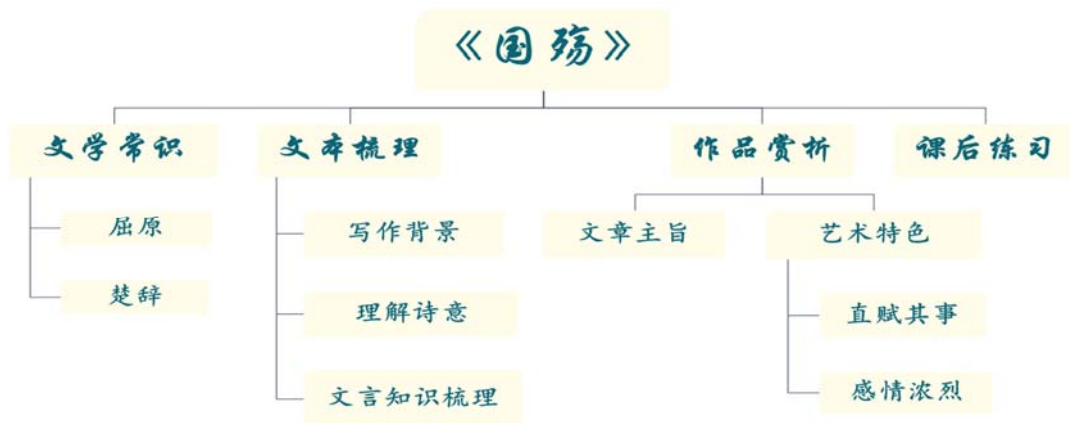 《国殇》
文学常识
文本梳理
作品赏析
课后练习
屈原
写作背景
文章主旨
艺术特色
楚辞
理解诗意
直赋其事
文言知识梳理
感情浓烈